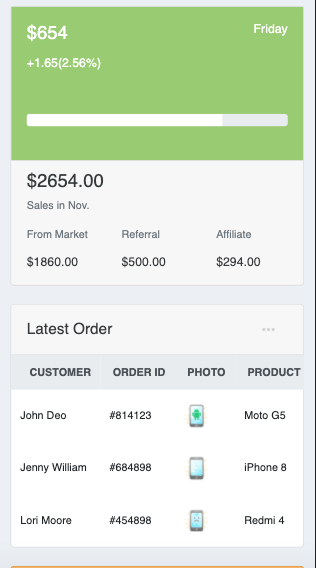 $654 Friday
+1.65(2.56%)
$2654.00
Sales in Nov.
From Market Referral Affiliate
$1860.00 $500.00 $294.00
Latest Order
CUSTOMER ORDER ID PHOTO PRODUCT
John Deo #814123 Moto G5
Jenny William #684898 iPhone 8
Lori Moore #454898 Redmi 4